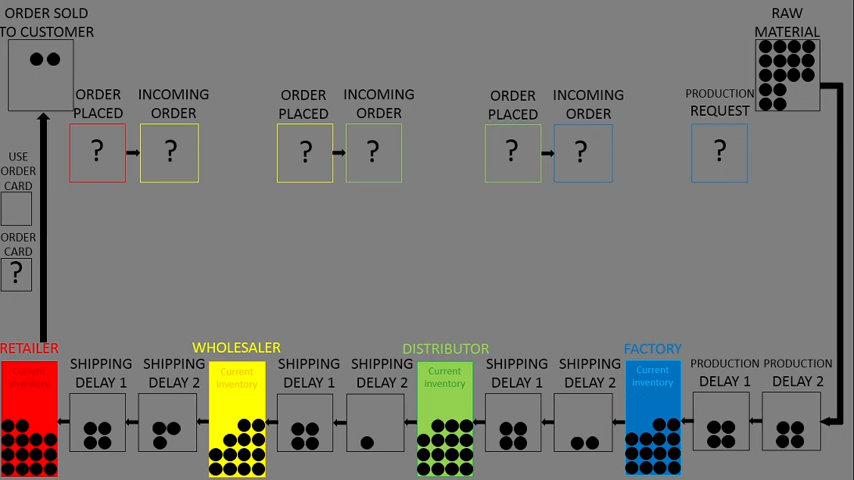 ORDER SOLD
TO CUSTOMER
RAW
MATERIAL
ORDER
PLACED
INCOMING
ORDER
ORDER
PLACED
INCOMING
ORDER
ORDER
PLACED
INCOMING
ORDER
PRODUCTION
REQUEST
?
?
?
?
?
?
?
USE
ORDER
CARD
ORDER
CARD
?
RETAILER
WHOLESALER
DISTRIBUTOR
FACTORY
Current
inventory
SHIPPING
DELAY 1
SHIPPING
DELAY 2
Current
inventory
SHIPPING
DELAY 1
SHIPPING
DELAY 2
Current
inventory
SHIPPING
DELAY 1
SHIPPING
DELAY 2
Current
inventory
PRODUCTION
DELAY 1
PRODUCTION
DELAY 2